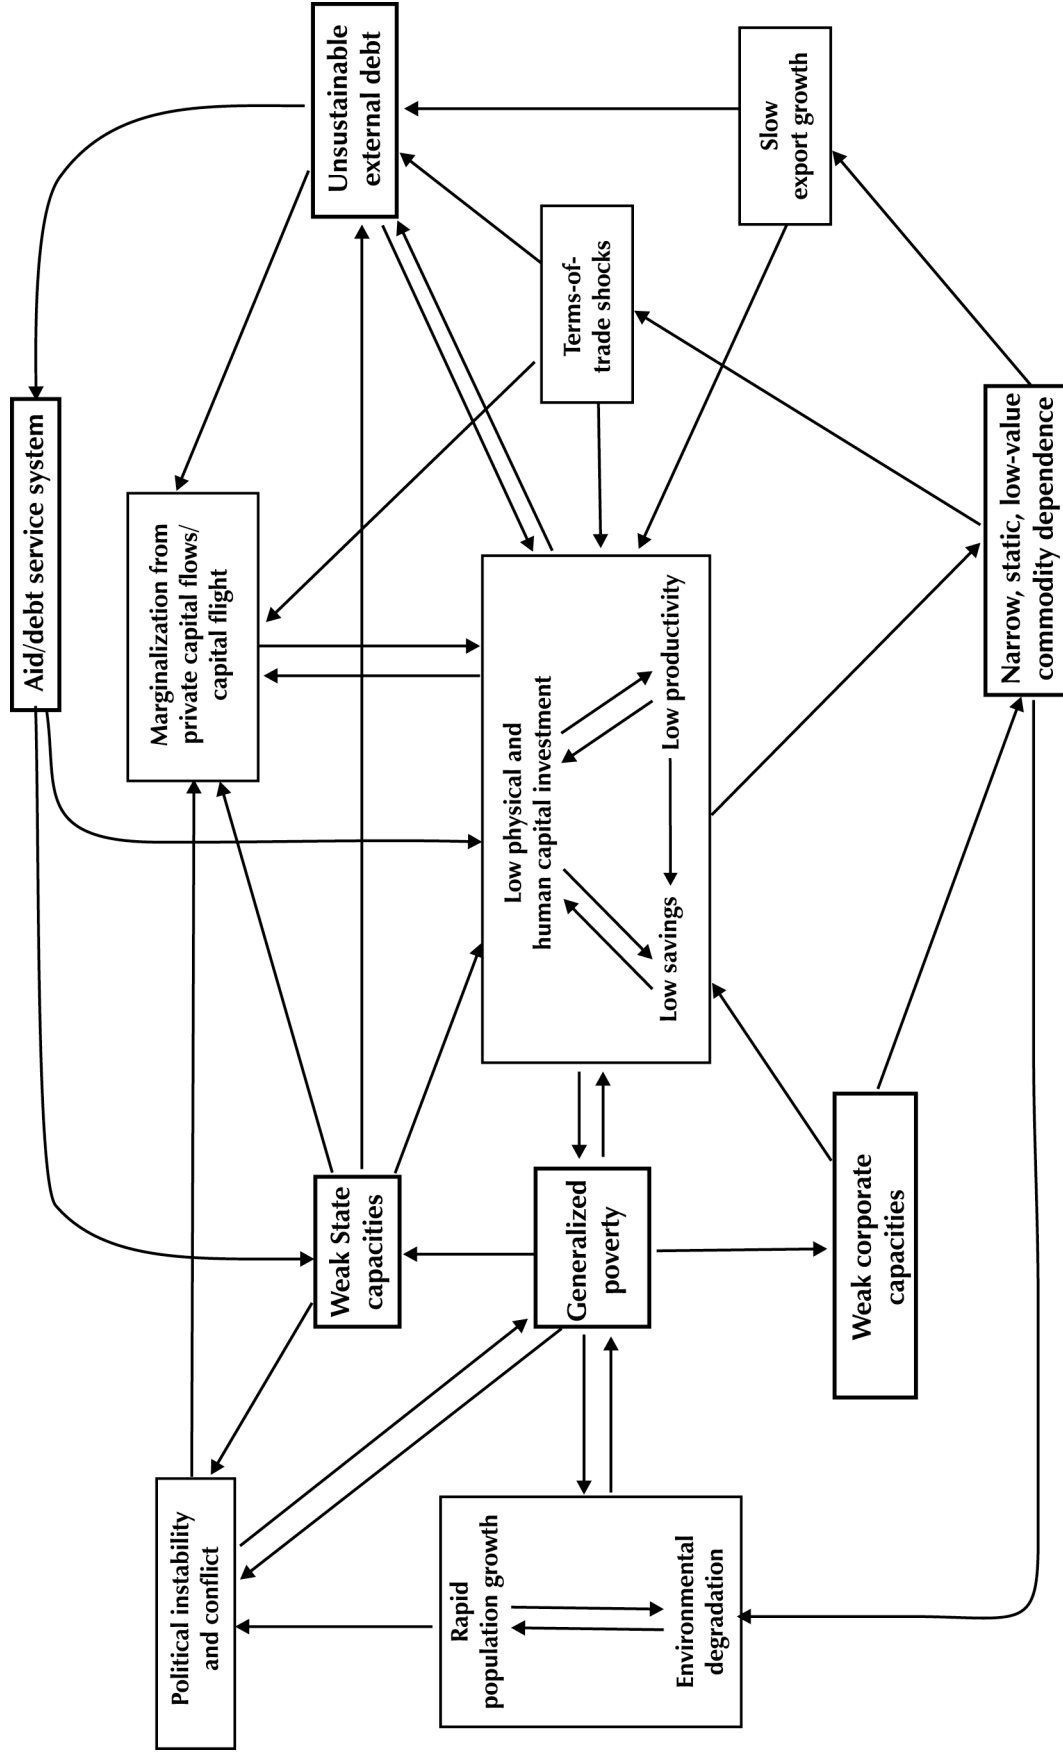 Aid/debt service system
Political instability
and conflict
Marginalization from
private capital flows/
capital flight
Weak State
capacities
Unsustainable
external debt
Rapid
population growth
Environmental
degradation
Generalized
poverty
Low physical and
human capital investment
Low savings
Low productivity
Terms-of-
trade shocks
Slow
export growth
Weak corporate
capacities
Narrow, static, low-value
commodity dependence